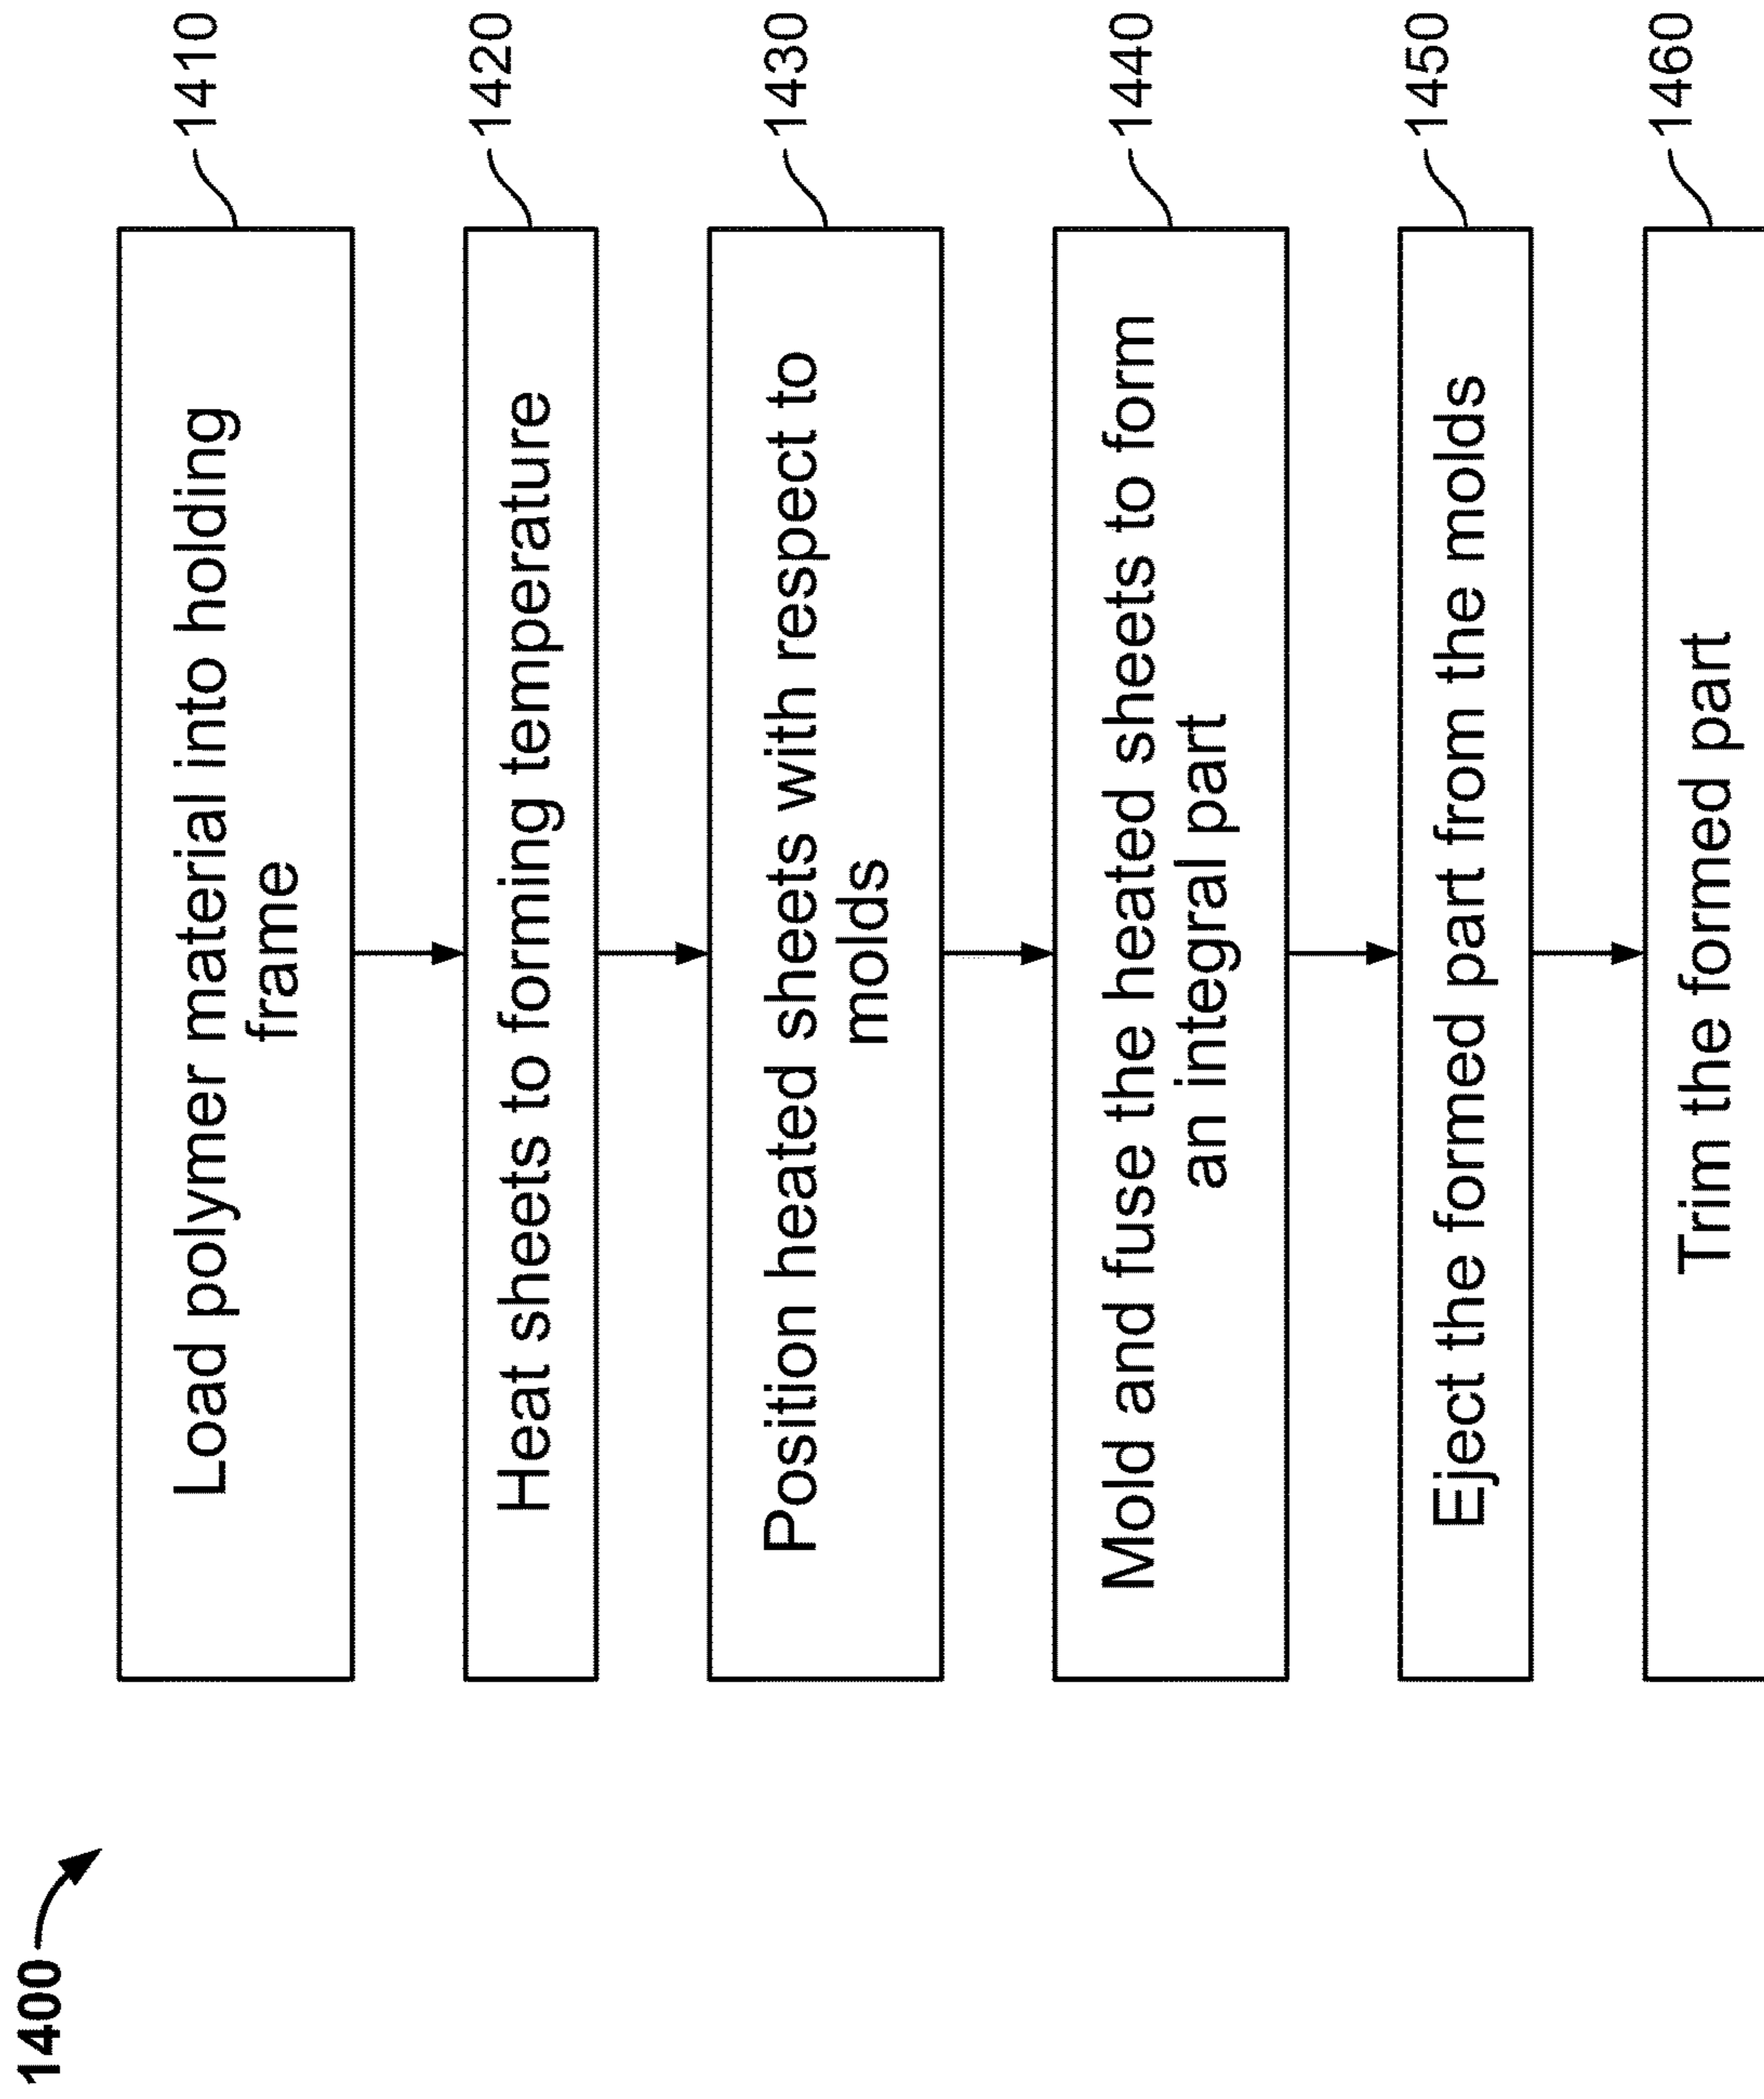 1400
Load polymer material into holding
frame
1410
Heat sheets to forming temperature
1420
Position heated sheets with respect to
molds
1430
Mold and fuse the heated sheets to form
an integral part
1440
Eject the formed part from the molds
1450
Trim the formed part
1460